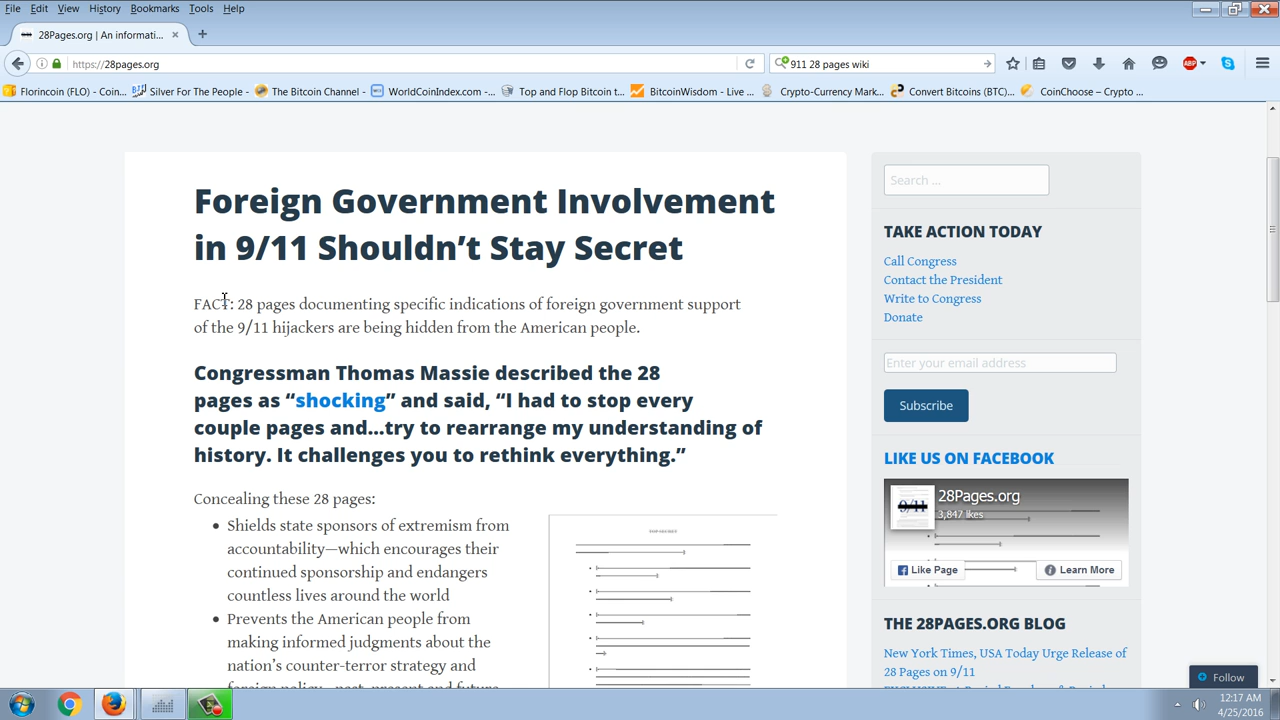 File Edit View History Bookmarks Tools Help
28Pages.org | An informati...
https://28pages.org
911 28 pages wiki
ABP
Florincoin (FLO) - Coin... Silver For The People - The Bitcoin Channel - WorldCoinIndex.com -... Top and Flop Bitcoin t... BitcoinWisdom - Live ... Crypto-Currency Mark... Convert Bitcoins (BTC)... CoinChoose – Crypto ...
Foreign Government Involvement
in 9/11 Shouldn’t Stay Secret
FACT: 28 pages documenting specific indications of foreign government support
of the 9/11 hijackers are being hidden from the American people.
Congressman Thomas Massie described the 28
pages as “shocking” and said, “I had to stop every
couple pages and…try to rearrange my understanding of
history. It challenges you to rethink everything.”
Concealing these 28 pages:
Shields state sponsors of extremism from
accountability—which encourages their
continued sponsorship and endangers
countless lives around the world
Prevents the American people from
making informed judgments about the
nation’s counter-terror strategy and
foreign policy—past, present and future
Search ...
TAKE ACTION TODAY
Call Congress
Contact the President
Write to Congress
Donate
Enter your email address
Subscribe
LIKE US ON FACEBOOK
9/11
28Pages.org
3,847 likes
Like Page
Learn More
THE 28PAGES.ORG BLOG
New York Times, USA Today Urge Release of
28 Pages on 9/11
Follow
12:17 AM
4/25/2016